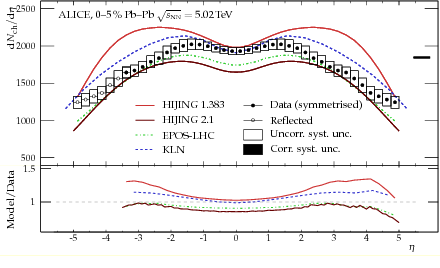 ALICE, 0–5% Pb–Pb √sNN = 5.02 TeV
dNch/dη
2500
2000
1500
1000
500
HIJING 1.383
HIJING 2.1
EPOS-LHC
KLN
Data (symmetrised)
Reflected
Uncorr. syst. unc.
Corr. syst. unc.
Model/Data
1.5
1
-5 -4 -3 -2 -1 0 1 2 3 4 5
η